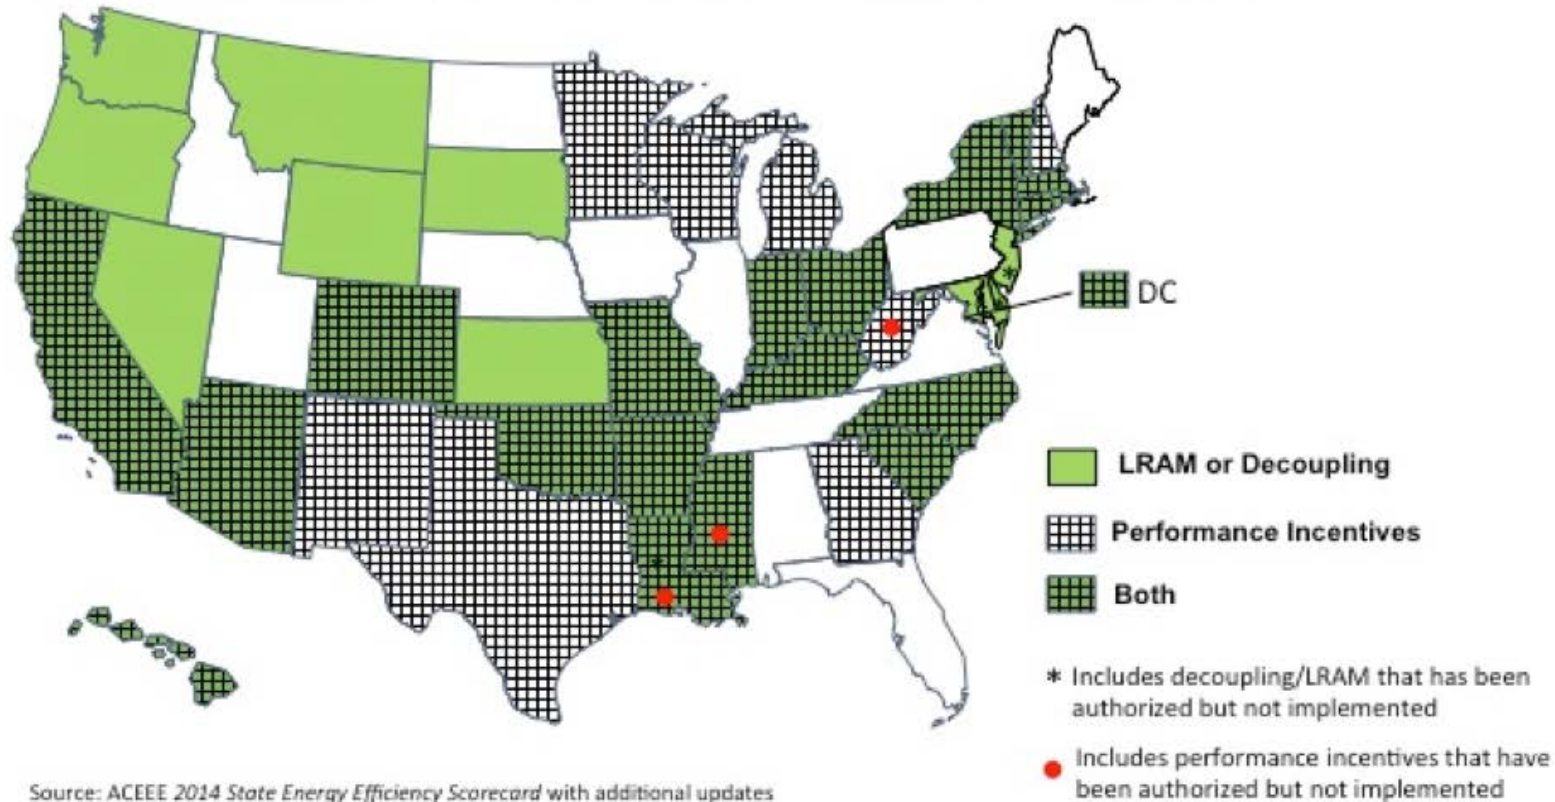 DC
LRAM or Decoupling
Performance Incentives
Both
* Includes decoupling/LRAM that has been
authorized but not implemented
Includes performance incentives that have
been authorized but not implemented
Source: ACEEE 2014 State Energy Efficiency Scorecard with additional updates